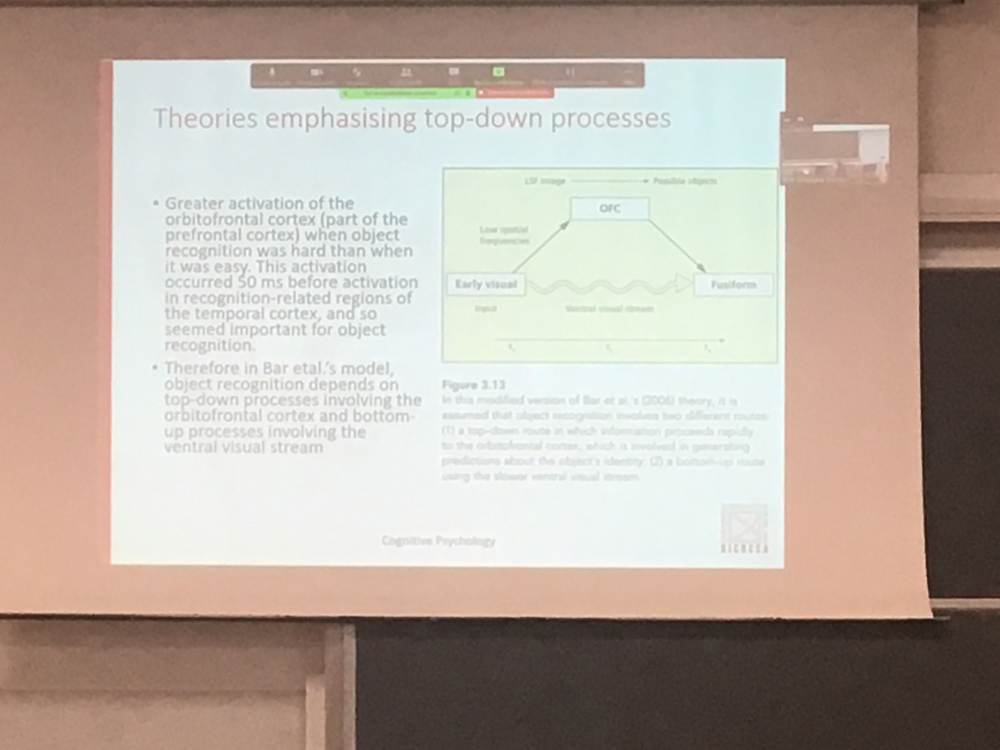 Theories emphasising top-down processes
• Greater activation of the
orbitofrontal cortex (part of the
prefrontal cortex) when object
recognition was hard than when
it was easy. This activation
occurred 50 ms before activation
in recognition-related regions of
the temporal cortex, and so
seemed important for object
recognition.
• Therefore in Bar etal.'s model,
object recognition depends on
top-down processes involving the
orbitofrontal cortex and bottom-
up processes involving the
ventral visual stream
LSF image
Possible objects
OFC
Low spatial
frequencies
Early visual
Fusiform
Input
Ventral visual stream
Figure 3.13
In this modified version of Bar et al.'s (2006) theory, it is
assumed that object recognition involves two different routes:
(1) a top-down route in which information proceeds rapidly
to the orbitofrontal cortex, which is involved in generating
predictions about the object's identity; (2) a bottom-up route
using the slower ventral visual stream.
Cognitive Psychology
BICOCCA